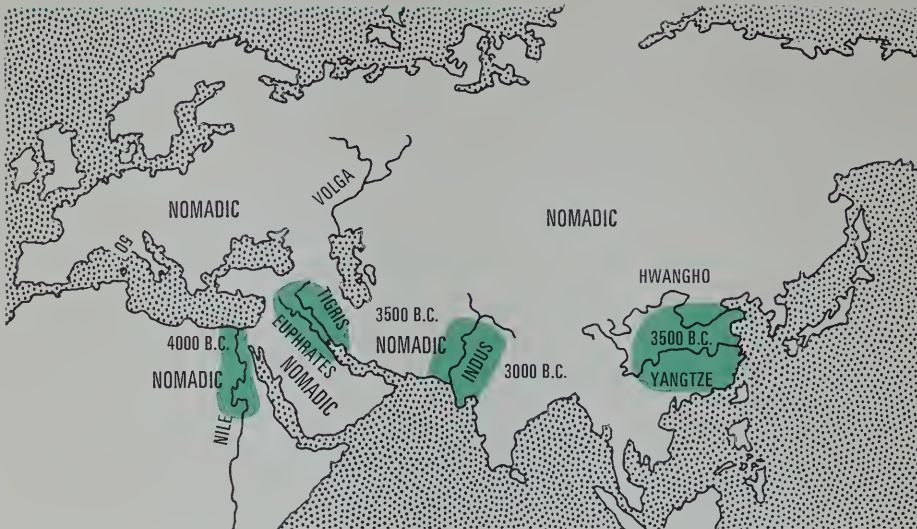 VOLGA
NOMADIC
NOMADIC
HWANGHO
TIGRIS
3500 B.C.
EUPHRATES
4000 B.C.
NOMADIC
3500 B.C.
INDUS
NOMADIC
NOMADIC
3000 B.C.
YANGTZE
NILE